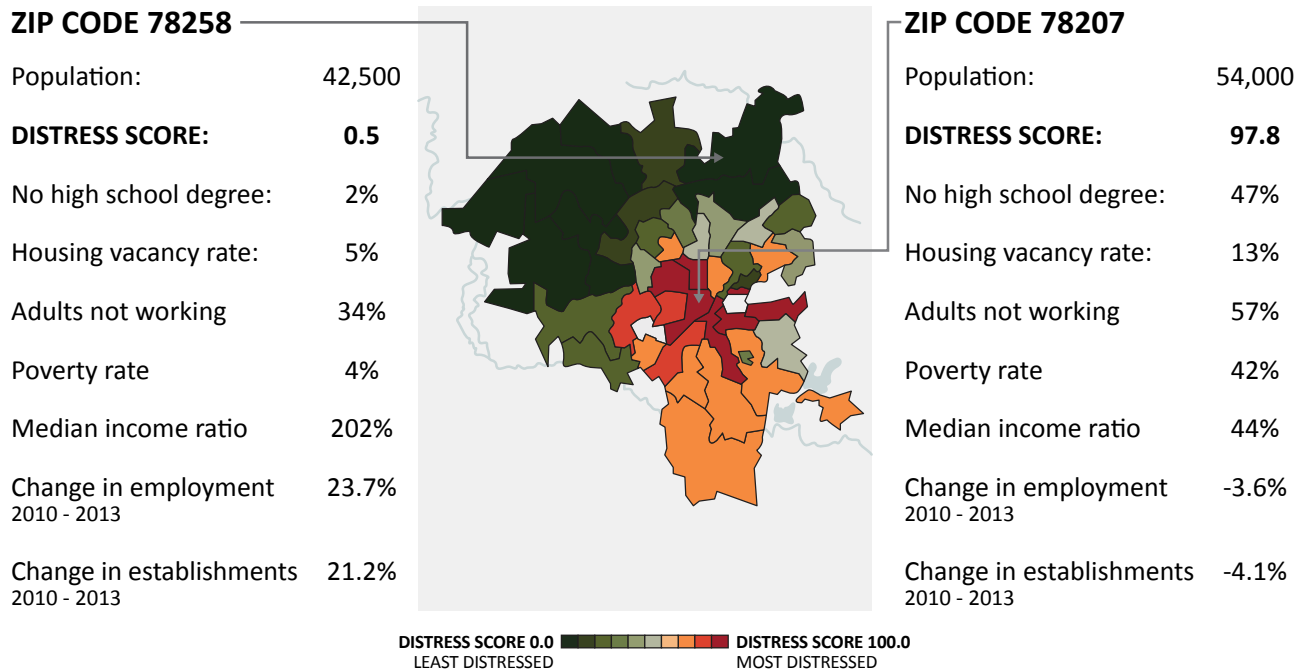 ZIP CODE 78258
Population: 42,500
DISTRESS SCORE: 0.5
No high school degree: 2%
Housing vacancy rate: 5%
Adults not working 34%
Poverty rate 4%
Median income ratio 202%
Change in employment 23.7%
2010 - 2013
Change in establishments 21.2%
2010 - 2013
ZIP CODE 78207
Population: 54,000
DISTRESS SCORE: 97.8
No high school degree: 47%
Housing vacancy rate: 13%
Adults not working 57%
Poverty rate 42%
Median income ratio 44%
Change in employment -3.6%
2010 - 2013
Change in establishments -4.1%
2010 - 2013
DISTRESS SCORE 0.0
LEAST DISTRESSED
DISTRESS SCORE 100.0
MOST DISTRESSED